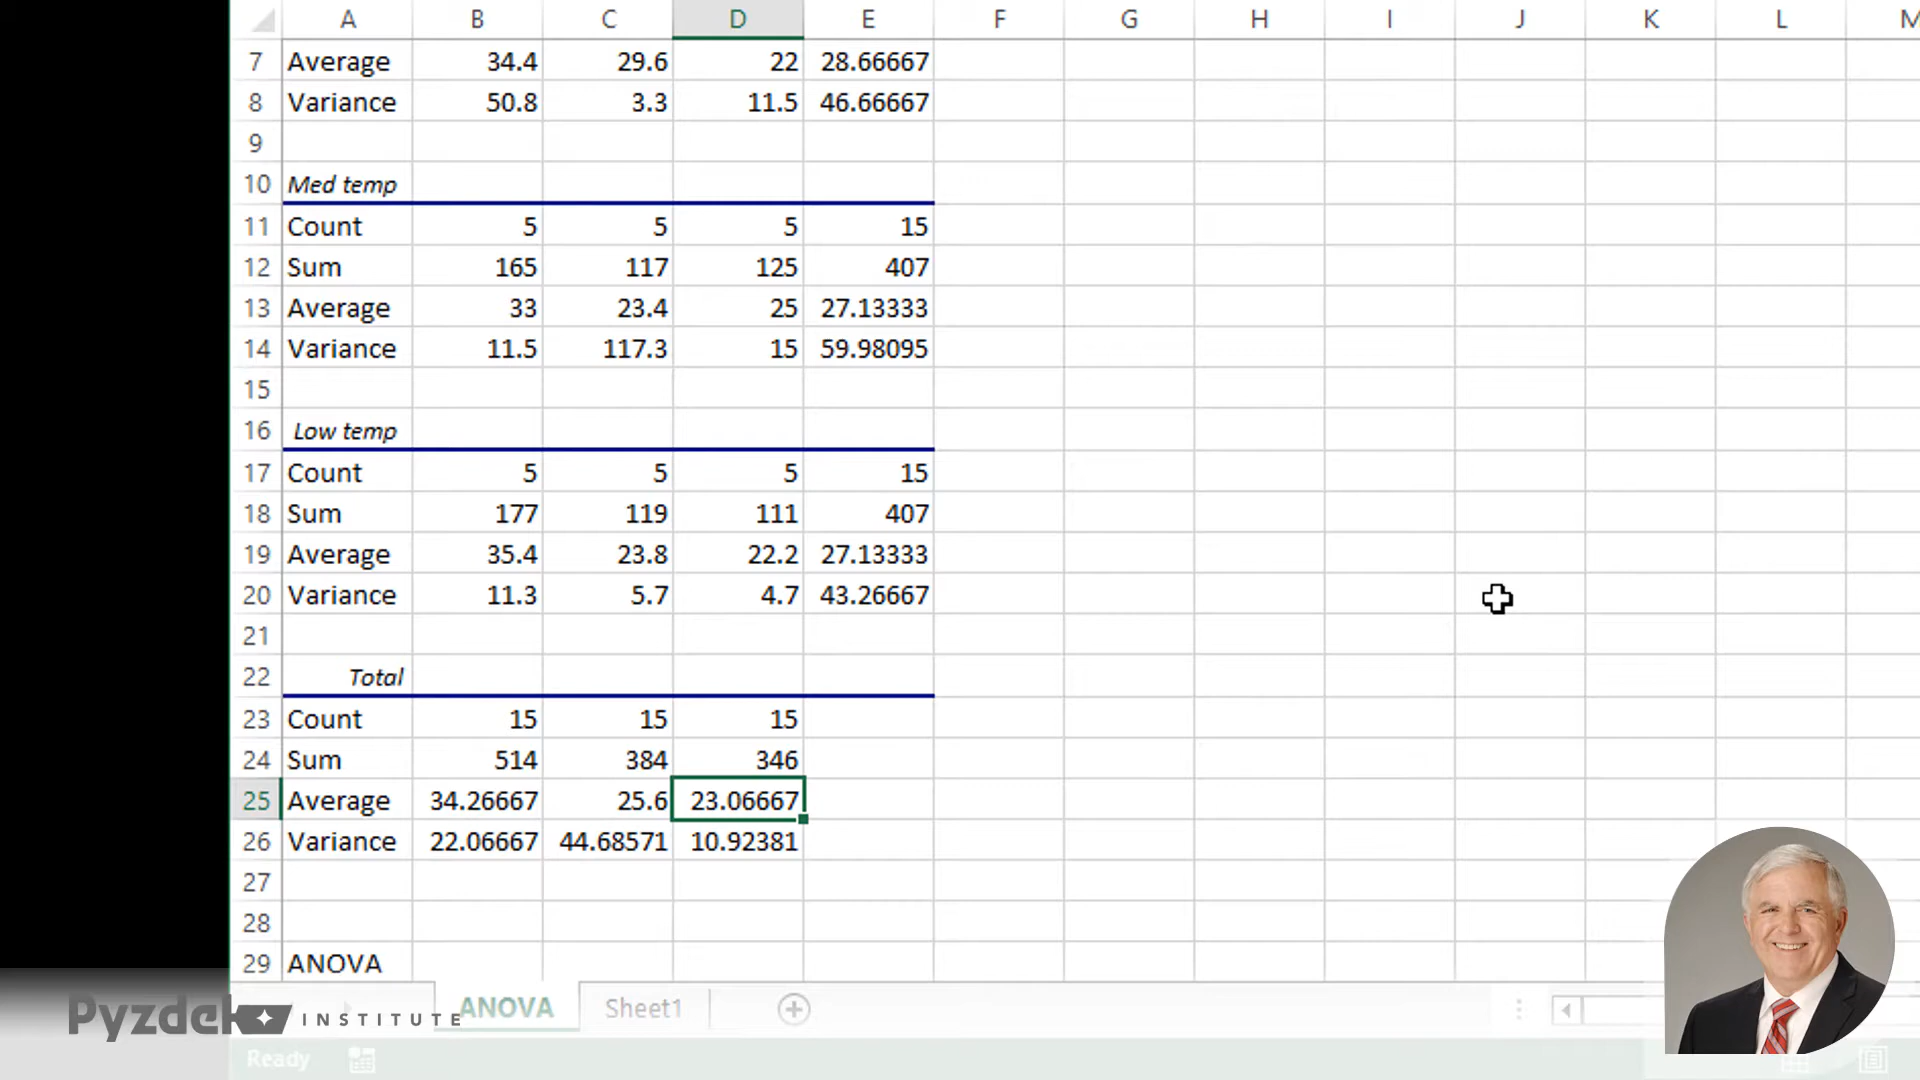 A B C D E F G H I J K L M
7 Average 34.4 29.6 22 28.66667
8 Variance 50.8 3.3 11.5 46.66667
9
10 Med temp
11 Count 5 5 5 15
12 Sum 165 117 125 407
13 Average 33 23.4 25 27.13333
14 Variance 11.5 117.3 15 59.98095
15
16 Low temp
17 Count 5 5 5 15
18 Sum 177 119 111 407
19 Average 35.4 23.8 22.2 27.13333
20 Variance 11.3 5.7 4.7 43.26667
21
22 Total
23 Count 15 15 15
24 Sum 514 384 346
25 Average 34.26667 25.6 23.06667
26 Variance 22.06667 44.68571 10.92381
27
28
29 ANOVA
Pyzdek INSTITUTE ANOVA Sheet1
Ready